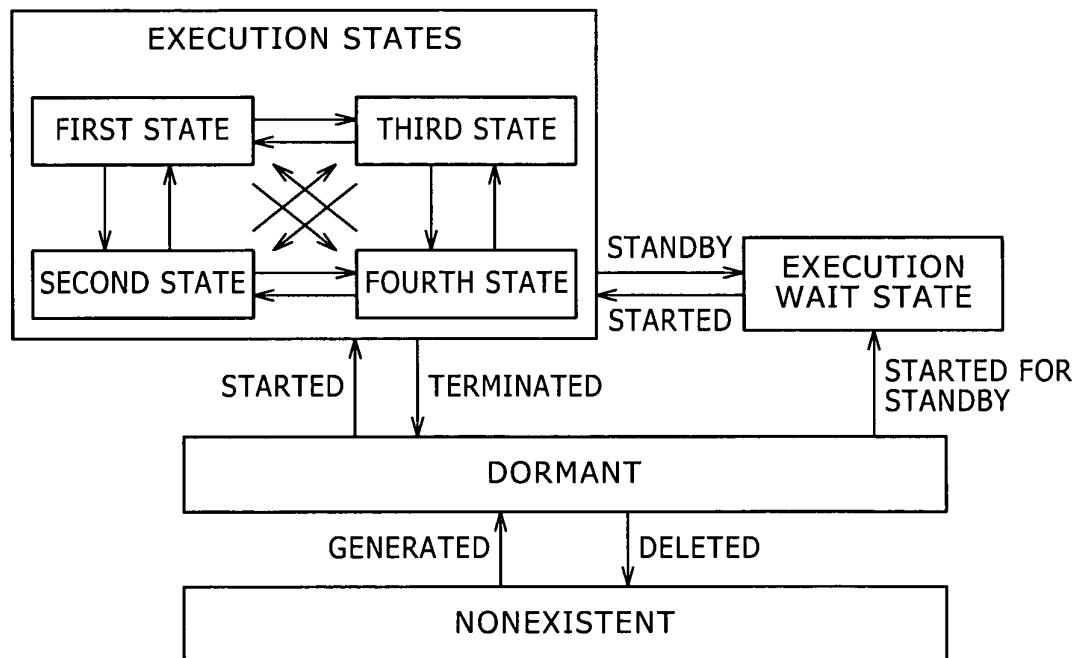 EXECUTION STATES
FIRST STATE
THIRD STATE
SECOND STATE
FOURTH STATE
STANDBY
STARTED
EXECUTION
WAIT STATE
STARTED
TERMINATED
STARTED FOR
STANDBY
DORMANT
GENERATED
DELETED
NONEXISTENT